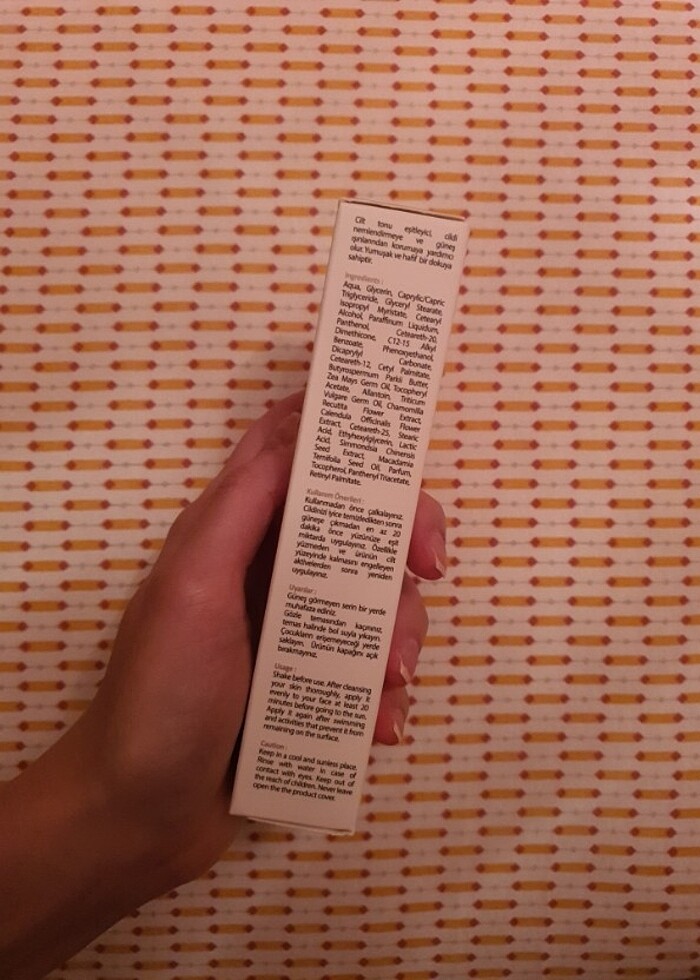 Cilt tonu eşitleyici, cildi
nemlendirmeye ve güneş
ışınlarından korumaya yardımcı
olur. Yumuşak ve hafif bir dokuya
sahiptir.
Ingredients :
Aqua, Glycerin, Caprylic/Capric
Triglyceride, Glyceryl Stearate,
Isopropyl Myristate, Cetearyl
Alcohol, Paraffinum Liquidum,
Panthenol, Ceteareth-20,
Dimethicone, C12-15 Alkyl
Benzoate, Phenoxyethanol,
Dicaprylyl Carbonate,
Ceteareth-12, Cetyl Palmitate,
Butyrospermum Parkii Butter,
Zea Mays Germ Oil, Tocopheryl
Acetate, Allantoin, Triticum
Vulgare Germ Oil, Chamomilla
Recutita Flower Extract,
Calendula Officinalis Flower
Extract, Ceteareth-25, Stearic
Acid, Ethyhexylglycerin, Lactic
Acid, Simmondsia Chinensis
Seed Extract, Macadamia
Ternifolia Seed Oil, Parfum,
Tocopherol, Panthenyl Triacetate,
Retinyl Palmitate.
Kullanım Önerileri :
Kullanmadan önce çalkalayınız.
Cildinizi iyice temizledikten sonra
güneşe çıkmadan en az 20
dakika önce yüzünüze eşit
miktarda uygulayınız. Özellikle
yüzmeden ve ürünün cilt
yüzeyinde kalmasını engelleyen
aktivelerden sonra yeniden
uygulayınız.
Uyarılar :
Güneş görmeyen serin bir yerde
muhafaza ediniz.
Gözle temasından kaçınınız,
temas halinde bol suyla yıkayın.
Çocukların erişemeyeceği yerde
saklayın. Ürünün kapağını açık
bırakmayınız.
Usage :
Shake before use. After cleansing
your skin thoroughly, apply it
evenly to your face at least 20
minutes before going to the sun.
Apply it again after swimming
and activities that prevent it from
remaining on the surface.
Caution :
Keep in a cool and sunless place.
Rinse with water in case of
contact with eyes. Keep out of
the reach of children. Never leave
open the the product cover.